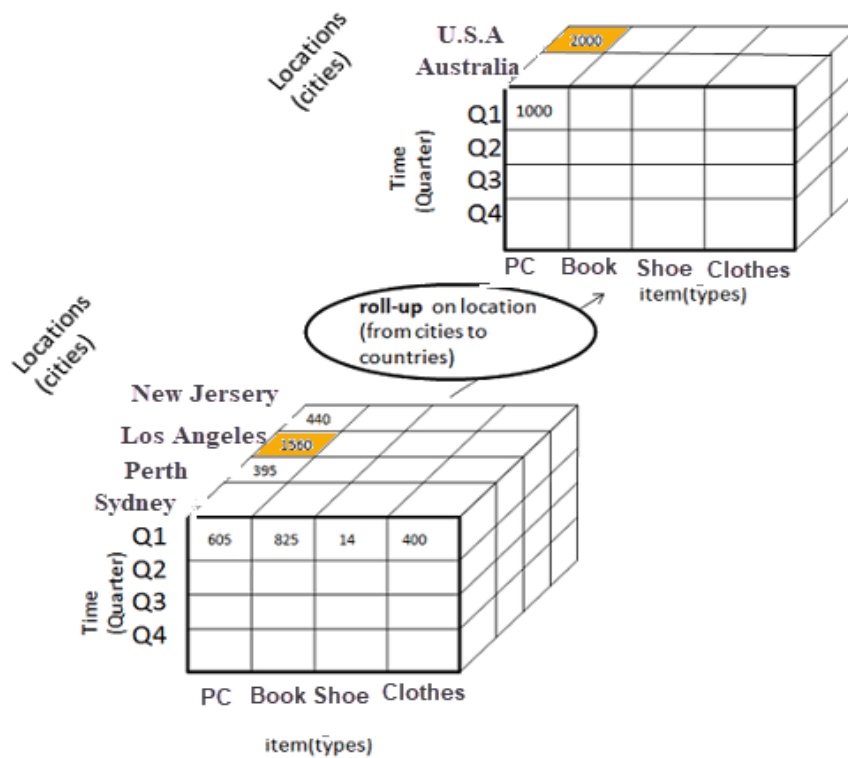 Locations
(cities)
U.S.A
2000
Australia
Q1
1000
Q2
Q3
Q4
Time
(Quarter)
PC Book Shoe Clothes
item(types)
roll-up on location
(from cities to
countries)
Locations
(cities)
New Jersery
440
Los Angeles
1560
Perth
395
Sydney
Q1
605 825 14 400
Q2
Q3
Q4
Time
(Quarter)
PC Book Shoe Clothes
item(types)